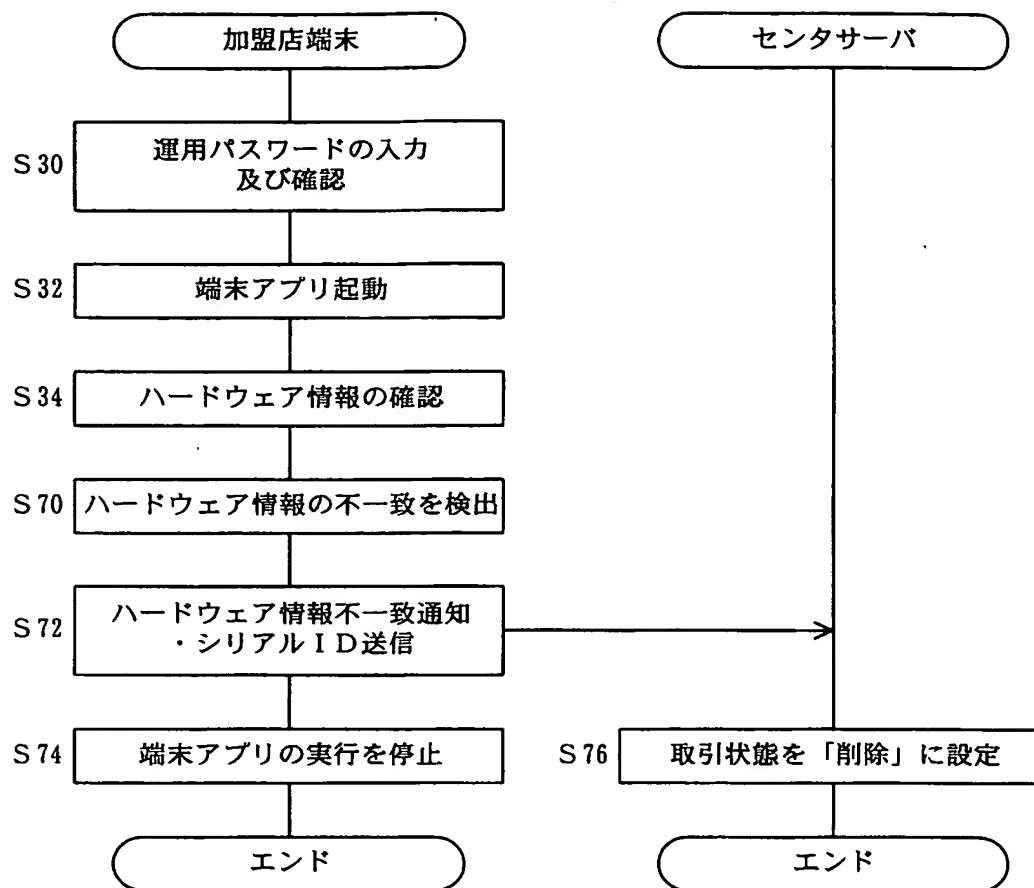 加盟店端末
センタサーバ
S30
運用パスワードの入力
及び確認
S32
端末アプリ起動
S34
ハードウェア情報の確認
S70
ハードウェア情報の不一致を検出
S72
ハードウェア情報不一致通知
・シリアルID送信
S74
端末アプリの実行を停止
S76
取引状態を「削除」に設定
エンド
エンド